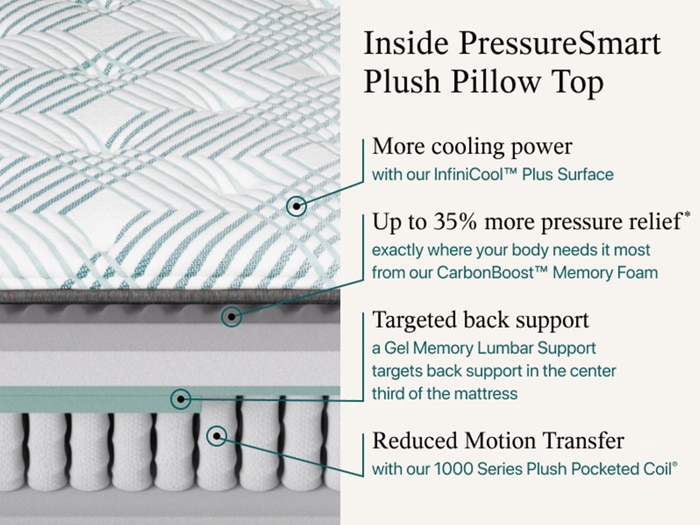 Inside PressureSmart
Plush Pillow Top
More cooling power
with our InfiniCool™ Plus Surface
Up to 35% more pressure relief*
exactly where your body needs it most
from our CarbonBoost™ Memory Foam
Targeted back support
a Gel Memory Lumbar Support
targets back support in the center
third of the mattress
Reduced Motion Transfer
with our 1000 Series Plush Pocketed Coil®